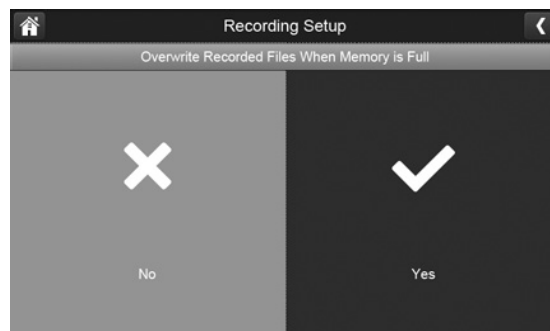 Recording Setup
Overwrite Recorded Files When Memory is Full
No
Yes